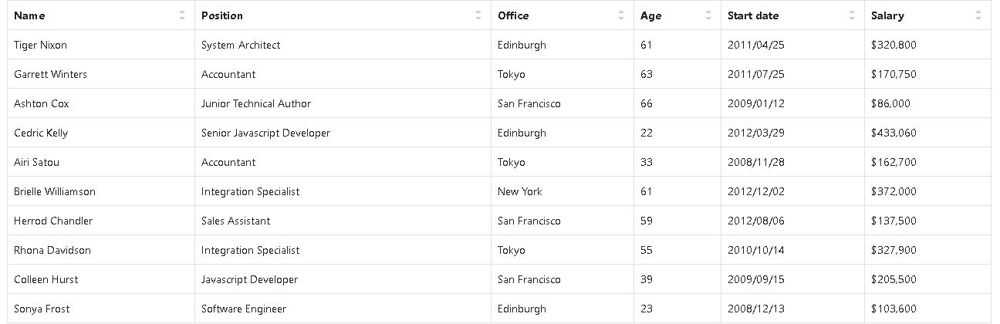 Name Position Office Age Start date Salary
Tiger Nixon System Architect Edinburgh 61 2011/04/25 $320,800
Garrett Winters Accountant Tokyo 63 2011/07/25 $170,750
Ashton Cox Junior Technical Author San Francisco 66 2009/01/12 $86,000
Cedric Kelly Senior Javascript Developer Edinburgh 22 2012/03/29 $433,060
Airi Satou Accountant Tokyo 33 2008/11/28 $162,700
Brielle Williamson Integration Specialist New York 61 2012/12/02 $372,000
Herrod Chandler Sales Assistant San Francisco 59 2012/08/06 $137,500
Rhona Davidson Integration Specialist Tokyo 55 2010/10/14 $327,900
Colleen Hurst Javascript Developer San Francisco 39 2009/09/15 $205,500
Sonya Frost Software Engineer Edinburgh 23 2008/12/13 $103,600